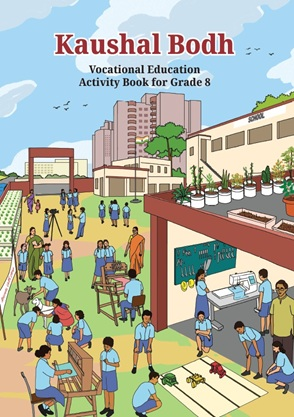 Kaushal Bodh
Vocational Education
Activity Book for Grade 8
SCHOOL